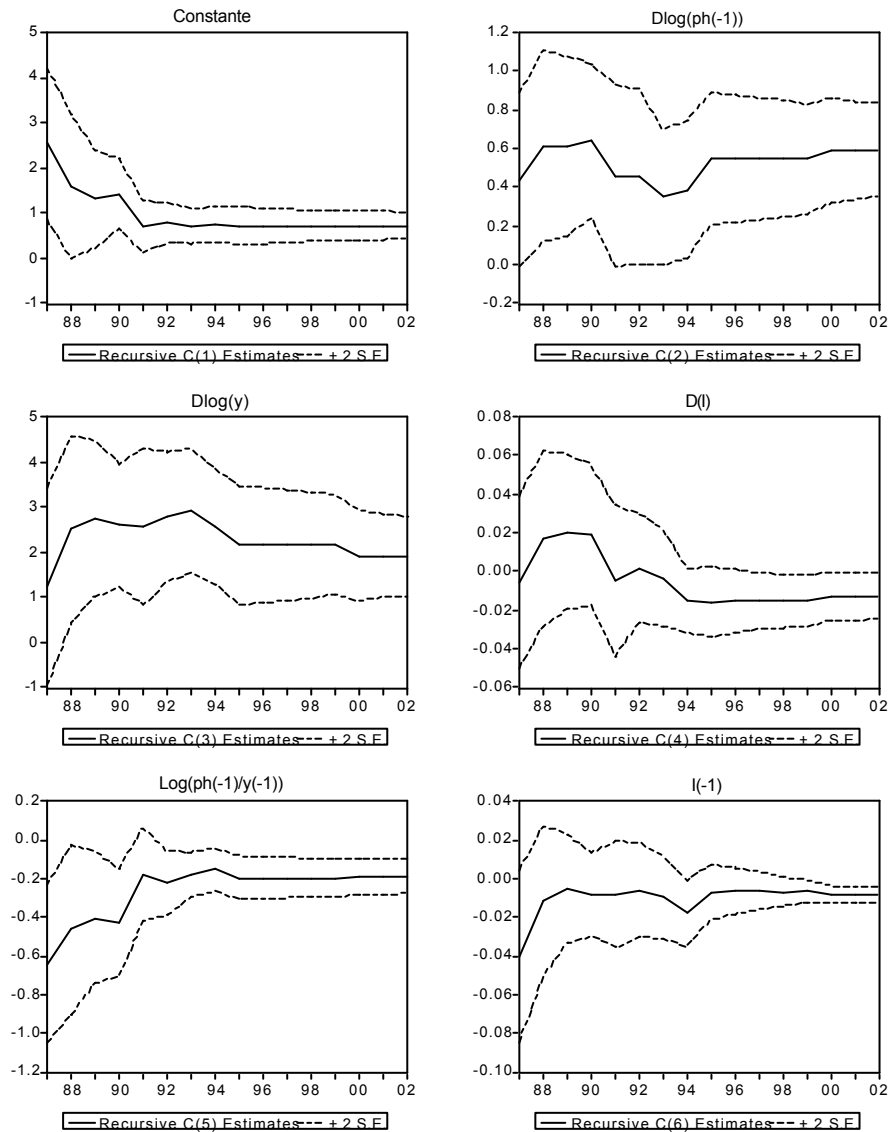 Constante
5
4
3
2
1
0
-1
88 90 92 94 96 98 00 02
Recursive C(1) Estimates + 2 S E
Dlog(ph(-1))
1.2
1.0
0.8
0.6
0.4
0.2
0.0
-0.2
88 90 92 94 96 98 00 02
Recursive C(2) Estimates + 2 S E
Dlog(y)
5
4
3
2
1
0
-1
88 90 92 94 96 98 00 02
Recursive C(3) Estimates + 2 S E
D(l)
0.08
0.06
0.04
0.02
0.00
-0.02
-0.04
-0.06
88 90 92 94 96 98 00 02
Recursive C(4) Estimates + 2 S E
Log(ph(-1)/y(-1))
0.2
0.0
-0.2
-0.4
-0.6
-0.8
-1.0
-1.2
88 90 92 94 96 98 00 02
Recursive C(5) Estimates + 2 S E
l(-1)
0.04
0.02
0.00
-0.02
-0.04
-0.06
-0.08
-0.10
88 90 92 94 96 98 00 02
Recursive C(6) Estimates + 2 S E